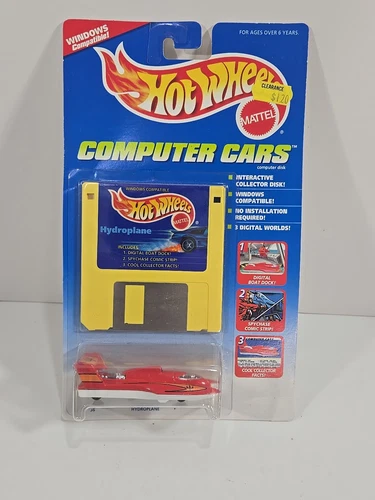 WINDOWS
Compatible!
FOR AGES OVER 6 YEARS
Hot Wheels
CLEARANCE
$1.20
MATTEL
COMPUTER CARS™
computer disk
INTERACTIVE
COLLECTOR DISK!
WINDOWS
COMPATIBLE!
NO INSTALLATION
REQUIRED!
3 DIGITAL WORLDS!
WINDOWS COMPATIBLE
Hot Wheels
MATTEL
Hydroplane
INCLUDES:
1. DIGITAL BOAT DOCK!
2. SPYCHASE COMIC STRIP!
3. COOL COLLECTOR FACTS!
1
DIGITAL
BOAT DOCK!
2
SPYCHASE
COMIC STRIP!
3
COOL COLLECTOR
FACTS!
HYDROPLANE